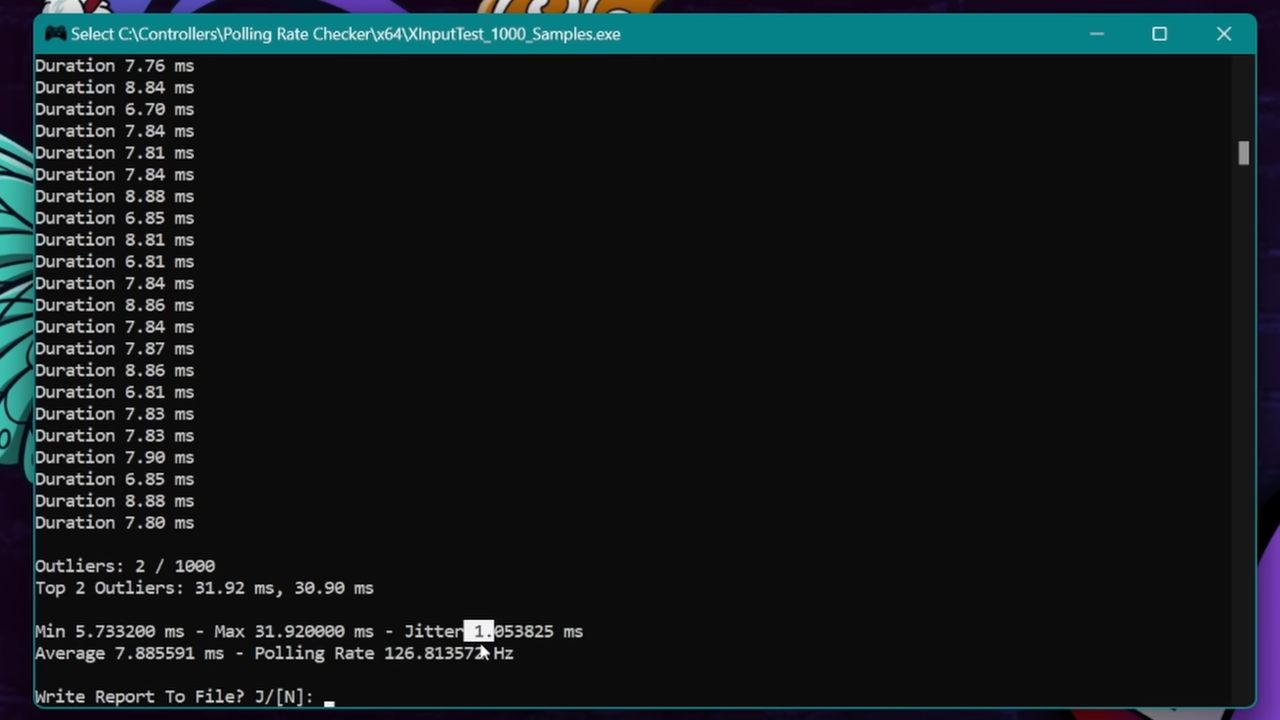 Select C:\Controllers\Polling Rate Checker\x64\XInputTest_1000_Samples.exe
Duration 7.76 ms
Duration 8.84 ms
Duration 6.70 ms
Duration 7.84 ms
Duration 7.81 ms
Duration 7.84 ms
Duration 8.88 ms
Duration 6.85 ms
Duration 8.81 ms
Duration 6.81 ms
Duration 7.84 ms
Duration 8.86 ms
Duration 7.84 ms
Duration 7.87 ms
Duration 8.86 ms
Duration 6.81 ms
Duration 7.83 ms
Duration 7.83 ms
Duration 7.90 ms
Duration 6.85 ms
Duration 8.88 ms
Duration 7.80 ms
Outliers: 2 / 1000
Top 2 Outliers: 31.92 ms, 30.90 ms
Min 5.733200 ms - Max 31.920000 ms - Jitter 1.053825 ms
Average 7.885591 ms - Polling Rate 126.813572 Hz
Write Report To File? J/[N]: